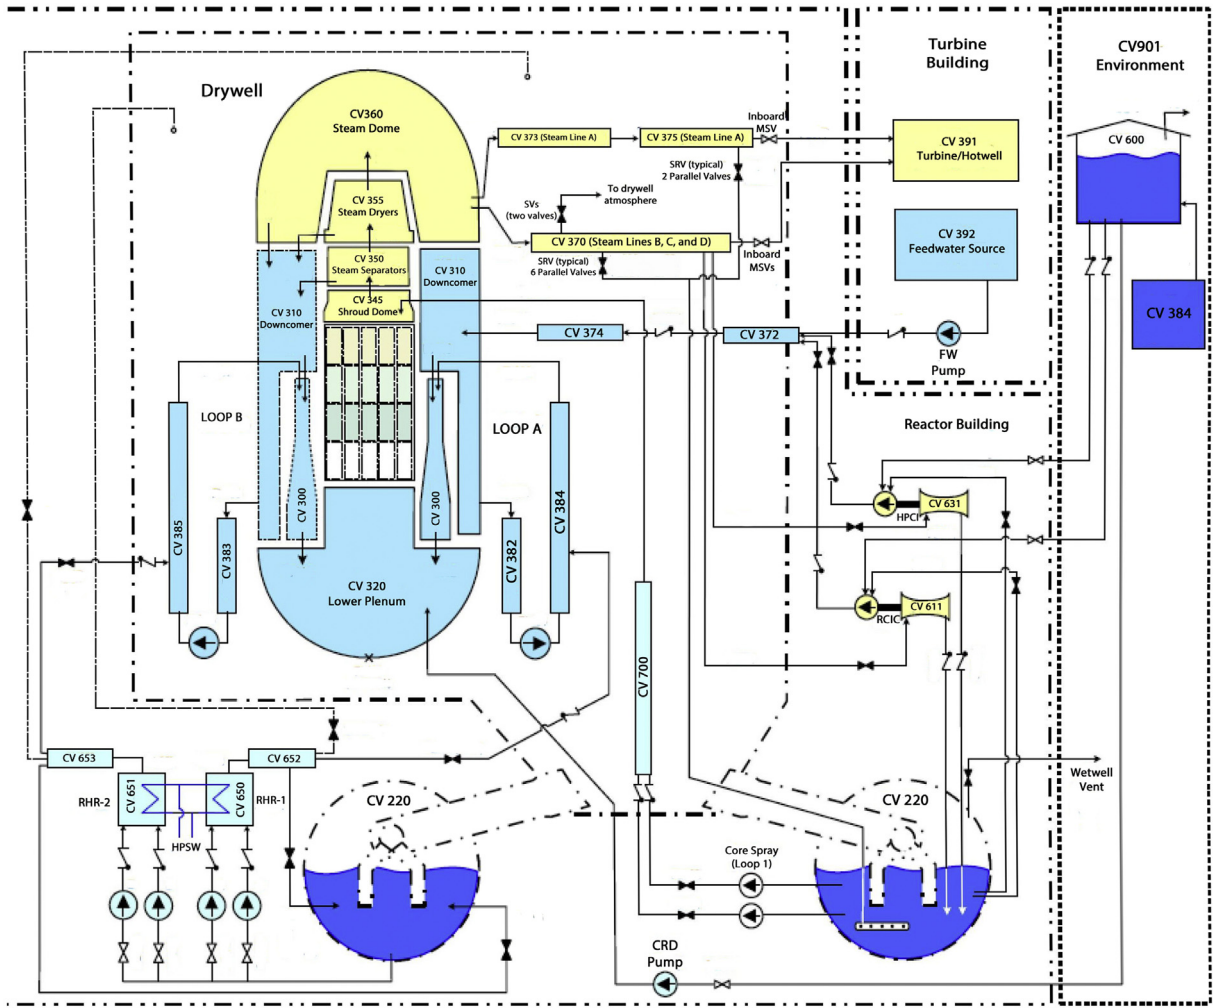 Drywell
Turbine
Building
CV901
Environment
CV360
Steam Dome
CV 373 (Steam Line A)
CV 375 (Steam Line A)
Inboard
MSV
CV 391
Turbine/Hotwell
CV 600
SRV (typical)
2 Parallel Valves
To drywell
atmosphere
SVs
(two valves)
CV 355
Steam Dryers
CV 370 (Steam Lines B, C, and D)
Inboard
MSVs
SRV (typical)
6 Parallel Valves
CV 392
Feedwater Source
CV 350
Steam Separators
CV 310
Downcomer
CV 345
Shroud Dome
CV 310
Downcomer
CV 384
CV 374
CV 372
FW
Pump
LOOP B
LOOP A
Reactor Building
CV 385
CV 383
CV 300
CV 300
CV 382
CV 384
HPCI
CV 631
RCIC
CV 611
CV 320
Lower Plenum
CV 700
CV 653
CV 652
RHR-2
CV 651
CV 650
RHR-1
HPSW
CV 220
CV 220
Wetwell
Vent
Core Spray
(Loop 1)
CRD
Pump